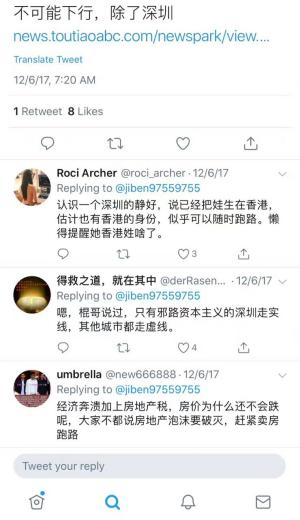 不可能下行，除了深圳
news.toutiaoabc.com/newspark/view....
Translate Tweet
12/6/17, 7:20 AM
1 Retweet 8 Likes
Roci Archer @roci_archer · 12/6/17
Replying to @jiben97559755
认识一个深圳的静好，说已经把娃生在香港，
估计也有香港的身份，似乎可以随时跑路。懒
得提醒她香港姓啥了。
3
得救之道，就在其中 @derRasen... · 12/6/17
Replying to @jiben97559755
嗯，棍哥说过，只有邪路资本主义的深圳走实
线，其他城市都走虚线。
4
umbrella @new666888 · 12/6/17
Replying to @jiben97559755
经济奔溃加上房地产税，房价为什么还不会跌
呢，大家不都说房地产泡沫要破灭，赶紧卖房
跑路
Tweet your reply